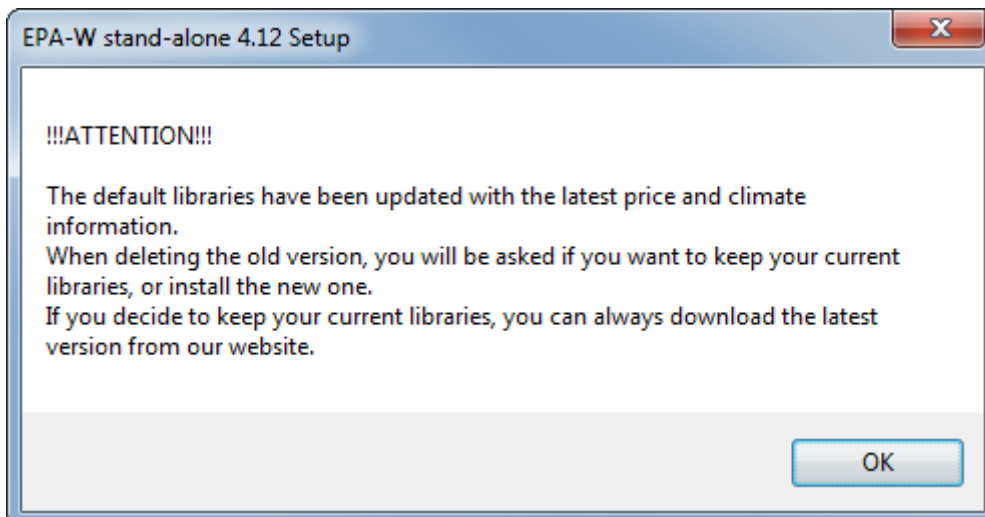 EPA-W stand-alone 4.12 Setup
!!!ATTENTION!!!
The default libraries have been updated with the latest price and climate
information.
When deleting the old version, you will be asked if you want to keep your current
libraries, or install the new one.
If you decide to keep your current libraries, you can always download the latest
version from our website.
OK